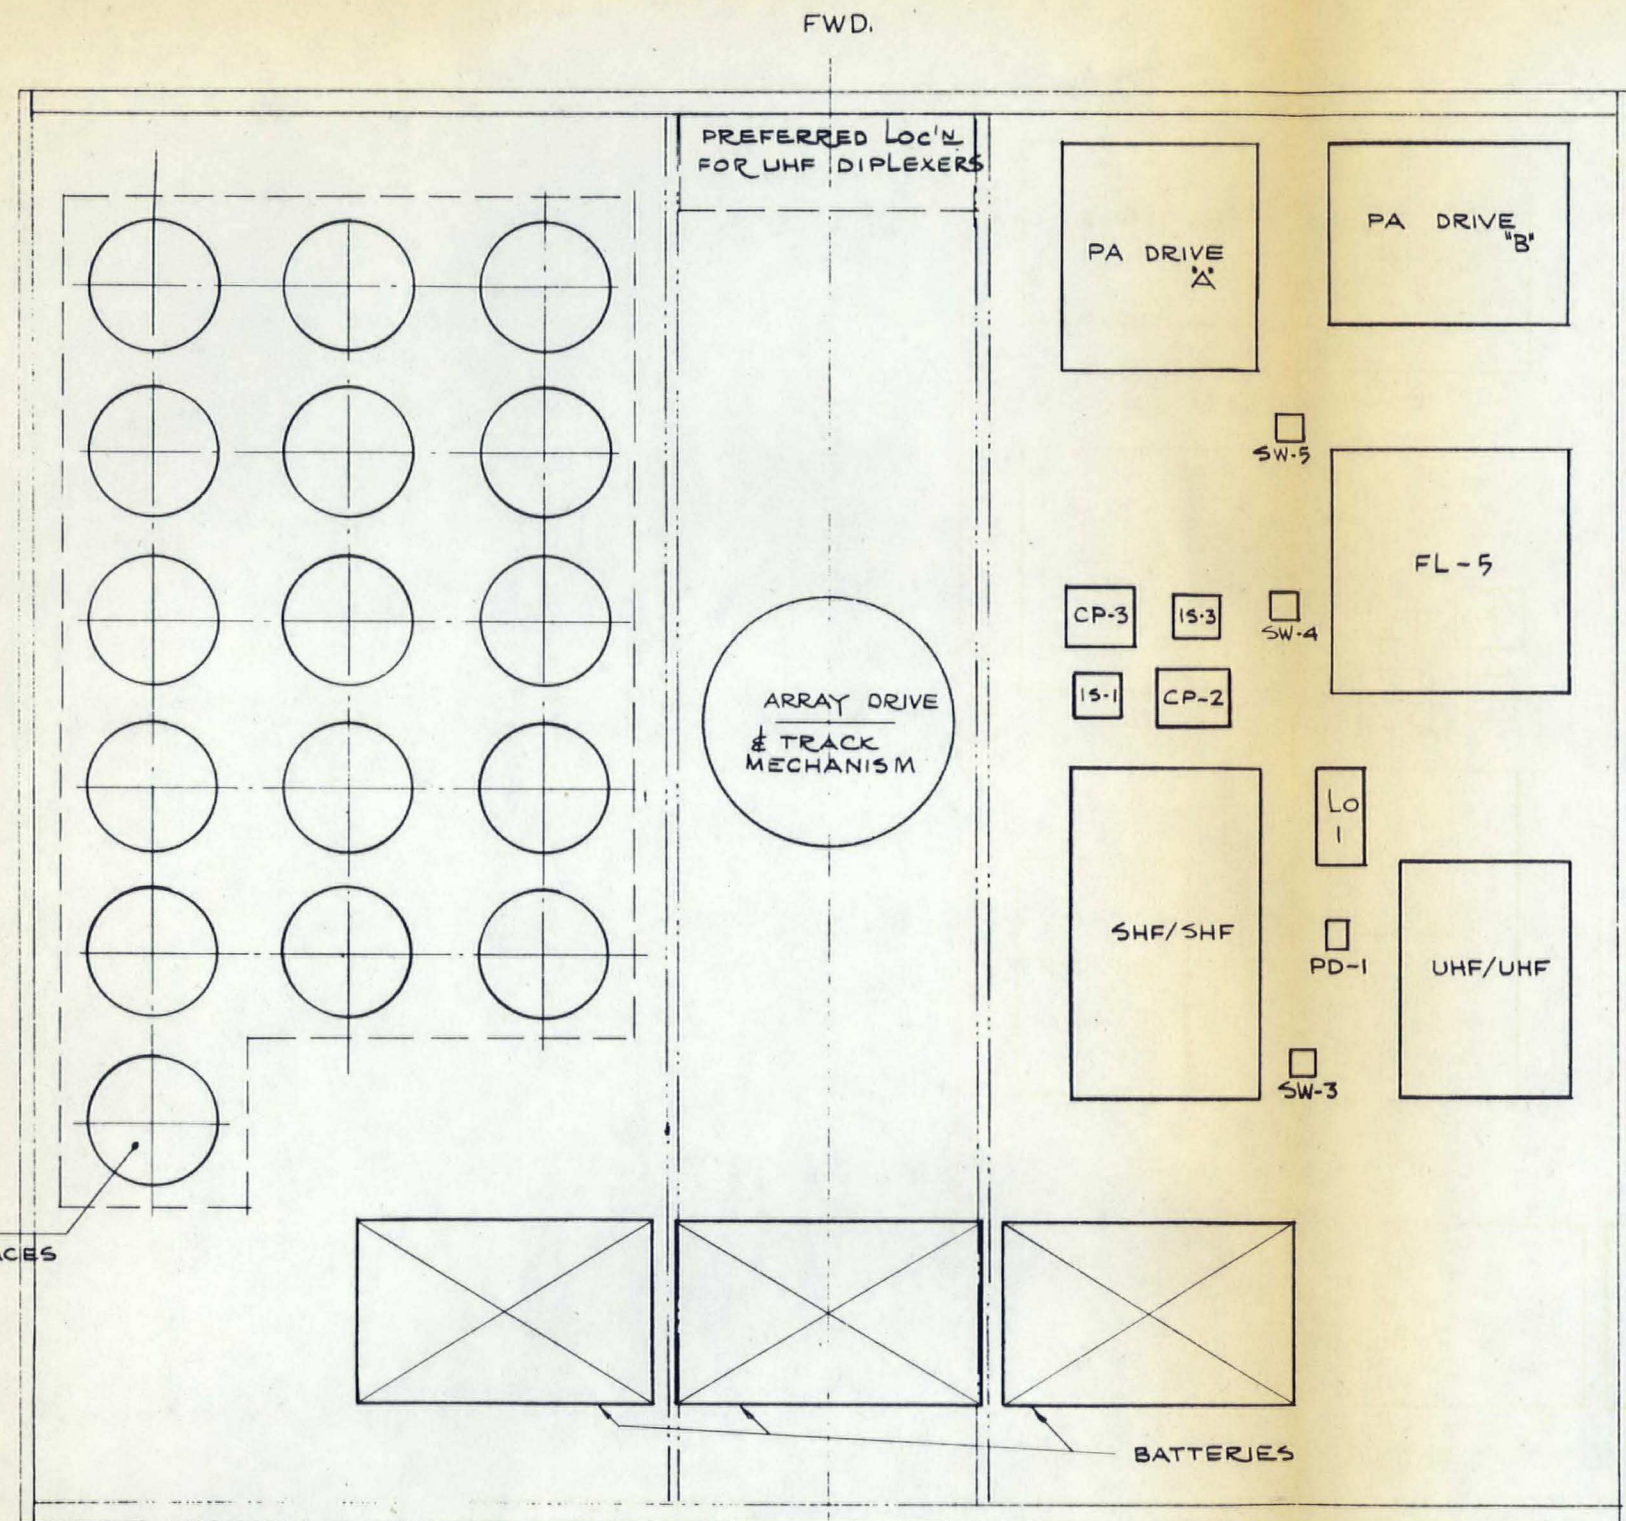 FWD.
PREFERRED LOC'N
FOR UHF DIPLEXERS
PA DRIVE
"A"
PA DRIVE
"B"
SW-5
FL-5
CP-3
IS-3
SW-4
IS-1
CP-2
ARRAY DRIVE
& TRACK
MECHANISM
LO
1
SHF/SHF
PD-1
UHF/UHF
SW-3
BATTERIES